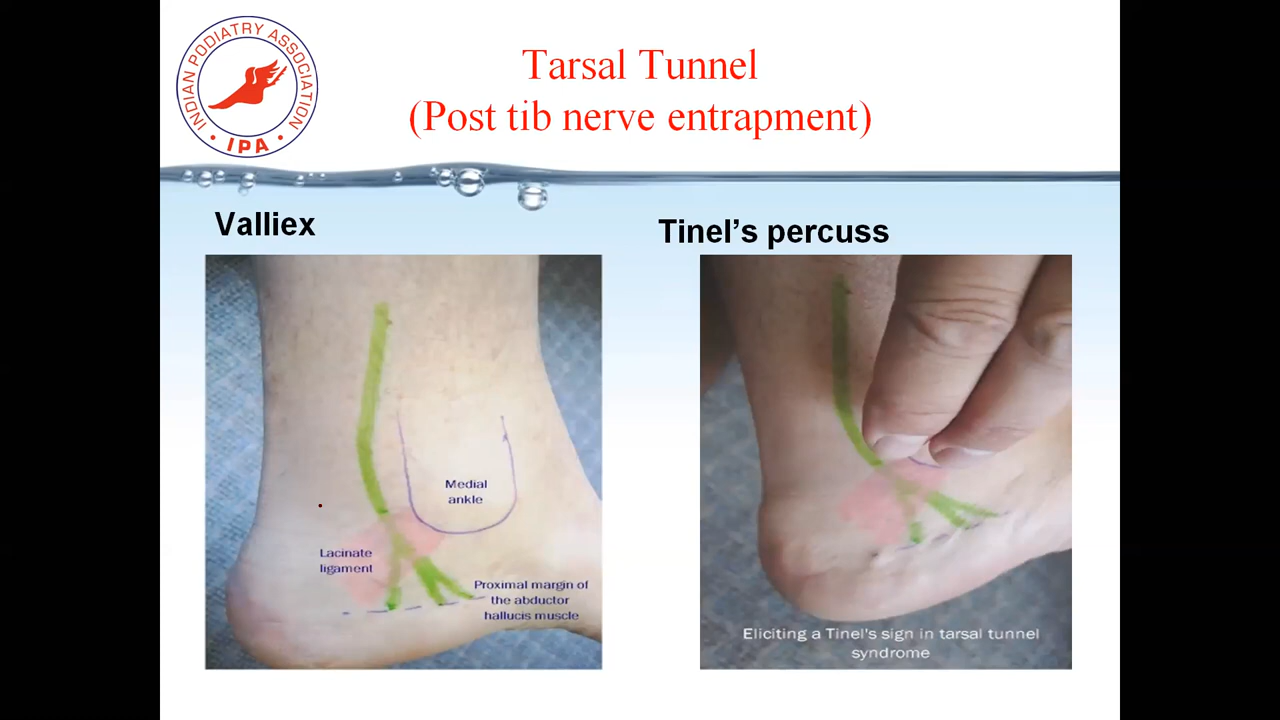 INDIAN PODIATRY ASSOCIATION
• IPA •
Tarsal Tunnel
(Post tib nerve entrapment)
Valliex
Tinel’s percuss
Medial
ankle
Lacinate
ligament
Proximal margin of
the abductor
hallucis muscle
Eliciting a Tinel's sign in tarsal tunnel
syndrome